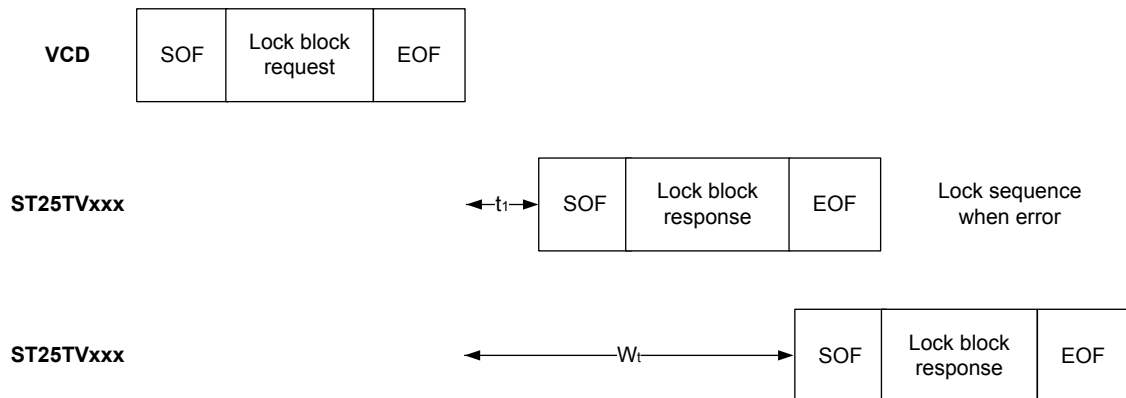 VCD
SOF
Lock block
request
EOF
ST25TVxxx
t1
SOF
Lock block
response
EOF
Lock sequence
when error
ST25TVxxx
Wt
SOF
Lock block
response
EOF